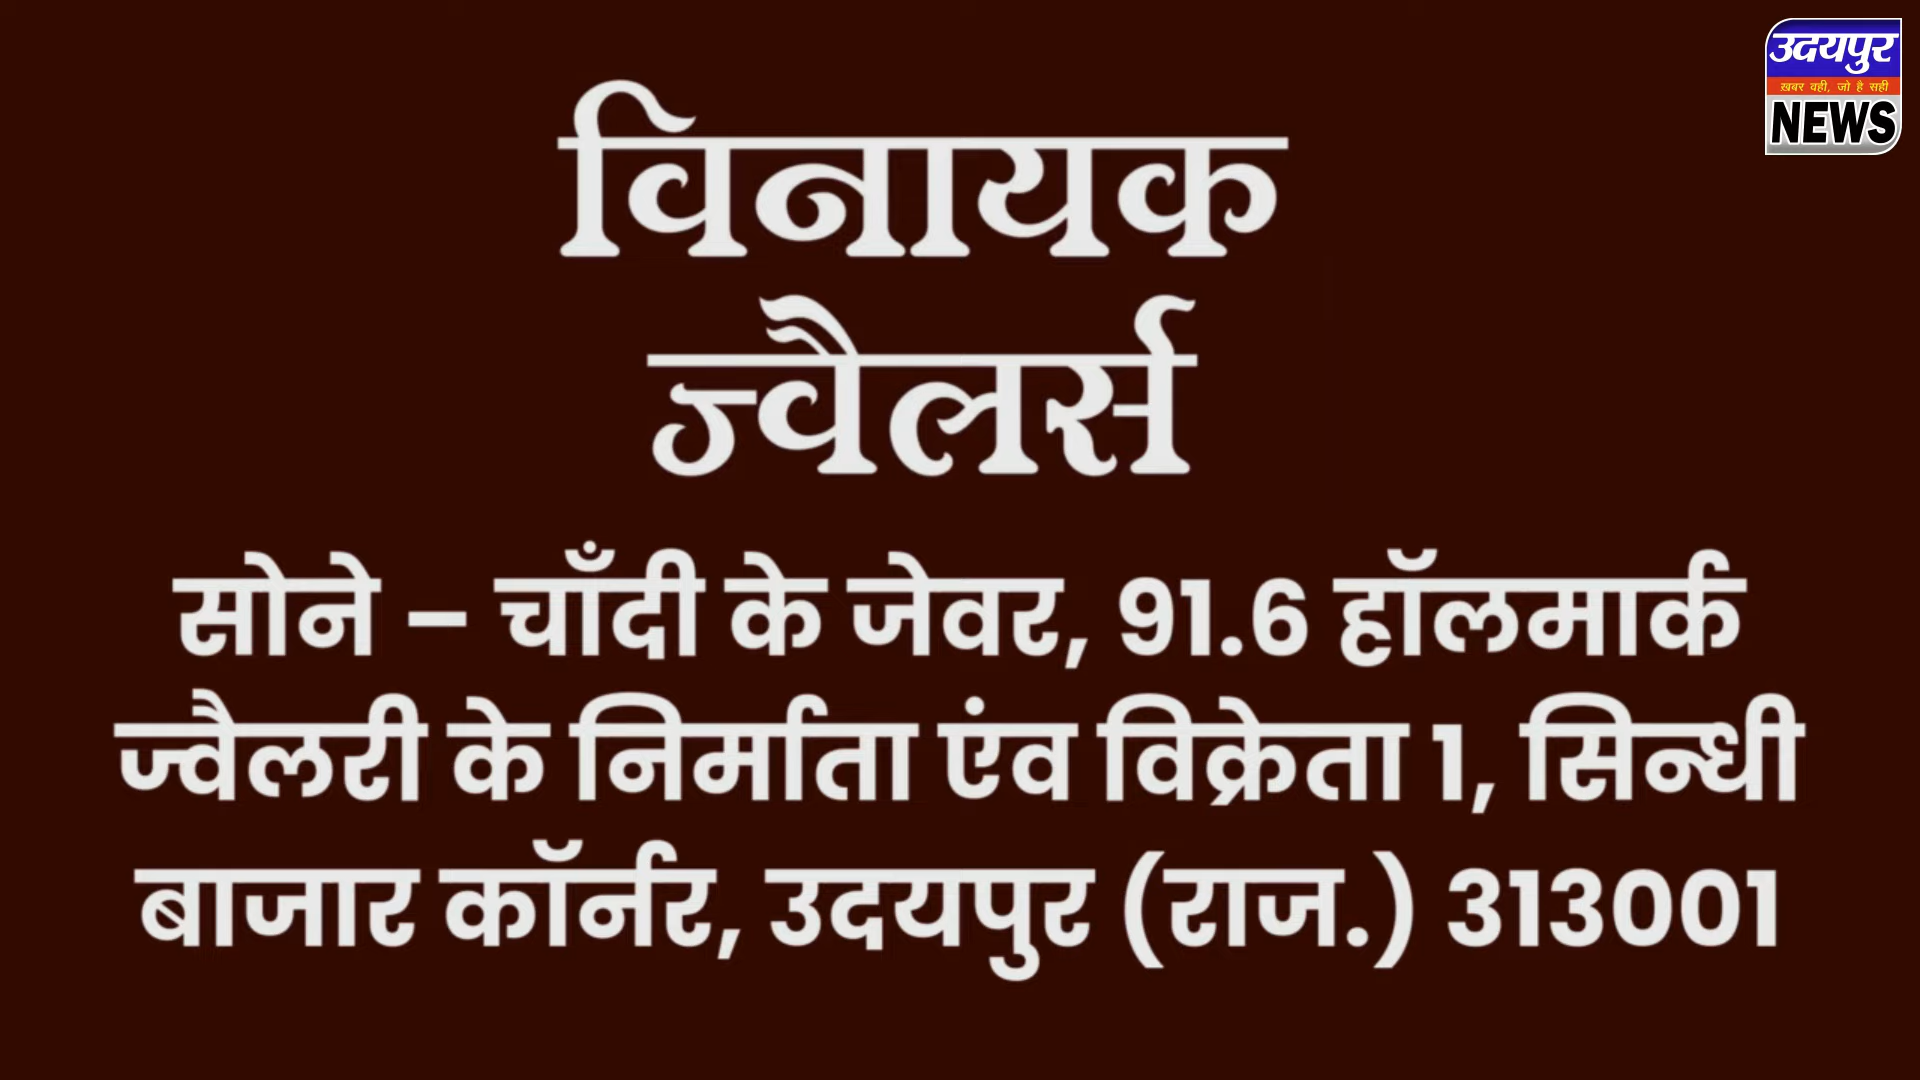 उदयपुर
ख़बर वही, जो है सही
NEWS
विनायक
ज्वैलर्स
सोने – चाँदी के जेवर, 91.6 हॉलमार्क
ज्वैलरी के निर्माता एंव विक्रेता 1, सिन्धी
बाजार कॉर्नर, उदयपुर (राज.) 313001